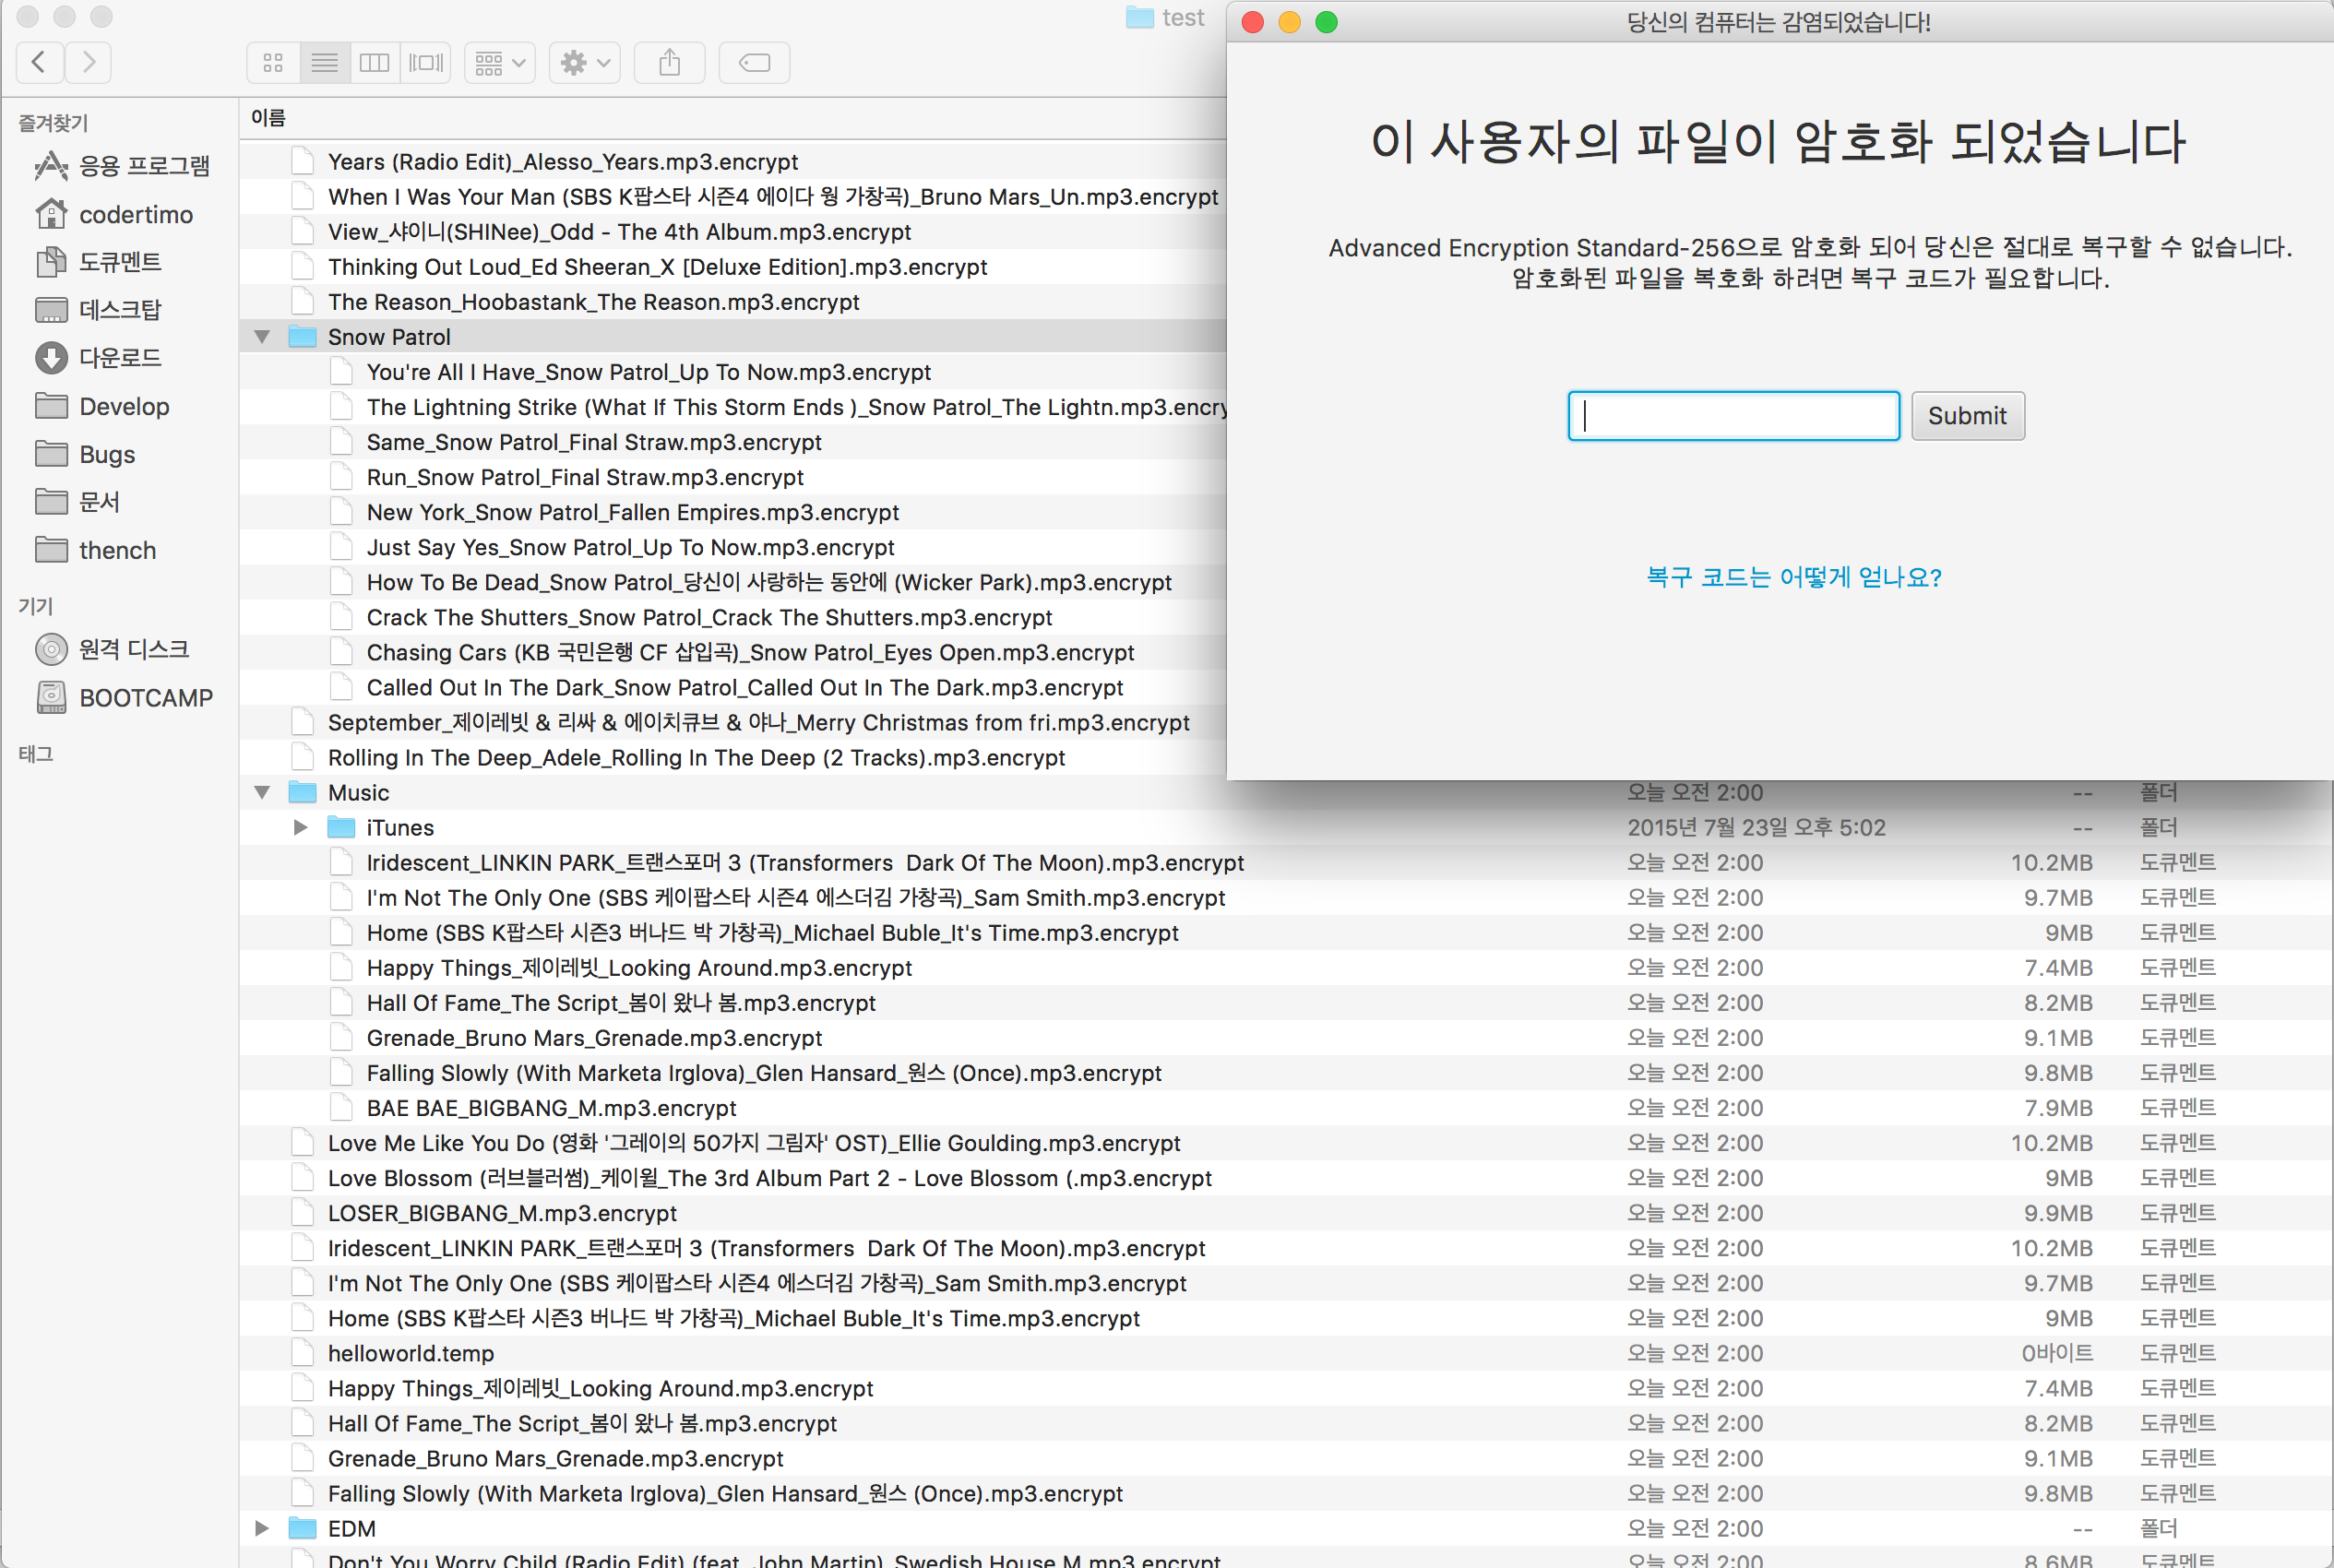 test
당신의 컴퓨터는 감염되었습니다!
즐겨찾기
응용 프로그램
codertimo
도큐멘트
데스크탑
다운로드
Develop
Bugs
문서
thench
기기
원격 디스크
BOOTCAMP
태그
이름
Years (Radio Edit)_Alesso_Years.mp3.encrypt
When I Was Your Man (SBS K팝스타 시즌4 에이다 웡 가창곡)_Bruno Mars_Un.mp3.encrypt
View_샤이니(SHINee)_Odd - The 4th Album.mp3.encrypt
Thinking Out Loud_Ed Sheeran_X [Deluxe Edition].mp3.encrypt
The Reason_Hoobastank_The Reason.mp3.encrypt
Snow Patrol
You're All I Have_Snow Patrol_Up To Now.mp3.encrypt
The Lightning Strike (What If This Storm Ends )_Snow Patrol_The Lightn.mp3.encry
Same_Snow Patrol_Final Straw.mp3.encrypt
Run_Snow Patrol_Final Straw.mp3.encrypt
New York_Snow Patrol_Fallen Empires.mp3.encrypt
Just Say Yes_Snow Patrol_Up To Now.mp3.encrypt
How To Be Dead_Snow Patrol_당신이 사랑하는 동안에 (Wicker Park).mp3.encrypt
Crack The Shutters_Snow Patrol_Crack The Shutters.mp3.encrypt
Chasing Cars (KB 국민은행 CF 삽입곡)_Snow Patrol_Eyes Open.mp3.encrypt
Called Out In The Dark_Snow Patrol_Called Out In The Dark.mp3.encrypt
September_제이레빗 & 리싸 & 에이치큐브 & 야나_Merry Christmas from fri.mp3.encrypt
Rolling In The Deep_Adele_Rolling In The Deep (2 Tracks).mp3.encrypt
이 사용자의 파일이 암호화 되었습니다
Advanced Encryption Standard-256으로 암호화 되어 당신은 절대로 복구할 수 없습니다.
암호화된 파일을 복호화 하려면 복구 코드가 필요합니다.
Submit
복구 코드는 어떻게 얻나요?
Music 오늘 오전 2:00 -- 폴더
iTunes 2015년 7월 23일 오후 5:02 -- 폴더
Iridescent_LINKIN PARK_트랜스포머 3 (Transformers  Dark Of The Moon).mp3.encrypt 오늘 오전 2:00 10.2MB 도큐멘트
I'm Not The Only One (SBS 케이팝스타 시즌4 에스더김 가창곡)_Sam Smith.mp3.encrypt 오늘 오전 2:00 9.7MB 도큐멘트
Home (SBS K팝스타 시즌3 버나드 박 가창곡)_Michael Buble_It's Time.mp3.encrypt 오늘 오전 2:00 9MB 도큐멘트
Happy Things_제이레빗_Looking Around.mp3.encrypt 오늘 오전 2:00 7.4MB 도큐멘트
Hall Of Fame_The Script_봄이 왔나 봄.mp3.encrypt 오늘 오전 2:00 8.2MB 도큐멘트
Grenade_Bruno Mars_Grenade.mp3.encrypt 오늘 오전 2:00 9.1MB 도큐멘트
Falling Slowly (With Marketa Irglova)_Glen Hansard_원스 (Once).mp3.encrypt 오늘 오전 2:00 9.8MB 도큐멘트
BAE BAE_BIGBANG_M.mp3.encrypt 오늘 오전 2:00 7.9MB 도큐멘트
Love Me Like You Do (영화 '그레이의 50가지 그림자' OST)_Ellie Goulding.mp3.encrypt 오늘 오전 2:00 10.2MB 도큐멘트
Love Blossom (러브블러썸)_케이윌_The 3rd Album Part 2 - Love Blossom (.mp3.encrypt 오늘 오전 2:00 9MB 도큐멘트
LOSER_BIGBANG_M.mp3.encrypt 오늘 오전 2:00 9.9MB 도큐멘트
Iridescent_LINKIN PARK_트랜스포머 3 (Transformers  Dark Of The Moon).mp3.encrypt 오늘 오전 2:00 10.2MB 도큐멘트
I'm Not The Only One (SBS 케이팝스타 시즌4 에스더김 가창곡)_Sam Smith.mp3.encrypt 오늘 오전 2:00 9.7MB 도큐멘트
Home (SBS K팝스타 시즌3 버나드 박 가창곡)_Michael Buble_It's Time.mp3.encrypt 오늘 오전 2:00 9MB 도큐멘트
helloworld.temp 오늘 오전 2:00 0바이트 도큐멘트
Happy Things_제이레빗_Looking Around.mp3.encrypt 오늘 오전 2:00 7.4MB 도큐멘트
Hall Of Fame_The Script_봄이 왔나 봄.mp3.encrypt 오늘 오전 2:00 8.2MB 도큐멘트
Grenade_Bruno Mars_Grenade.mp3.encrypt 오늘 오전 2:00 9.1MB 도큐멘트
Falling Slowly (With Marketa Irglova)_Glen Hansard_원스 (Once).mp3.encrypt 오늘 오전 2:00 9.8MB 도큐멘트
EDM 오늘 오전 2:00 -- 폴더
Don't You Worry Child (Radio Edit) (feat. John Martin)_Swedish House M.mp3.encrypt 오늘 오전 2:00 8.6MB 도큐멘트